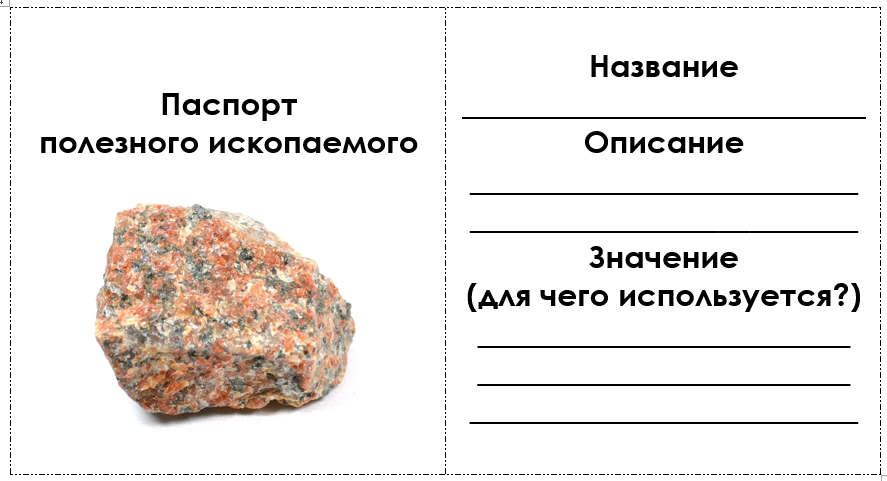 Паспорт
полезного ископаемого
Название
Описание
Значение
(для чего используется?)